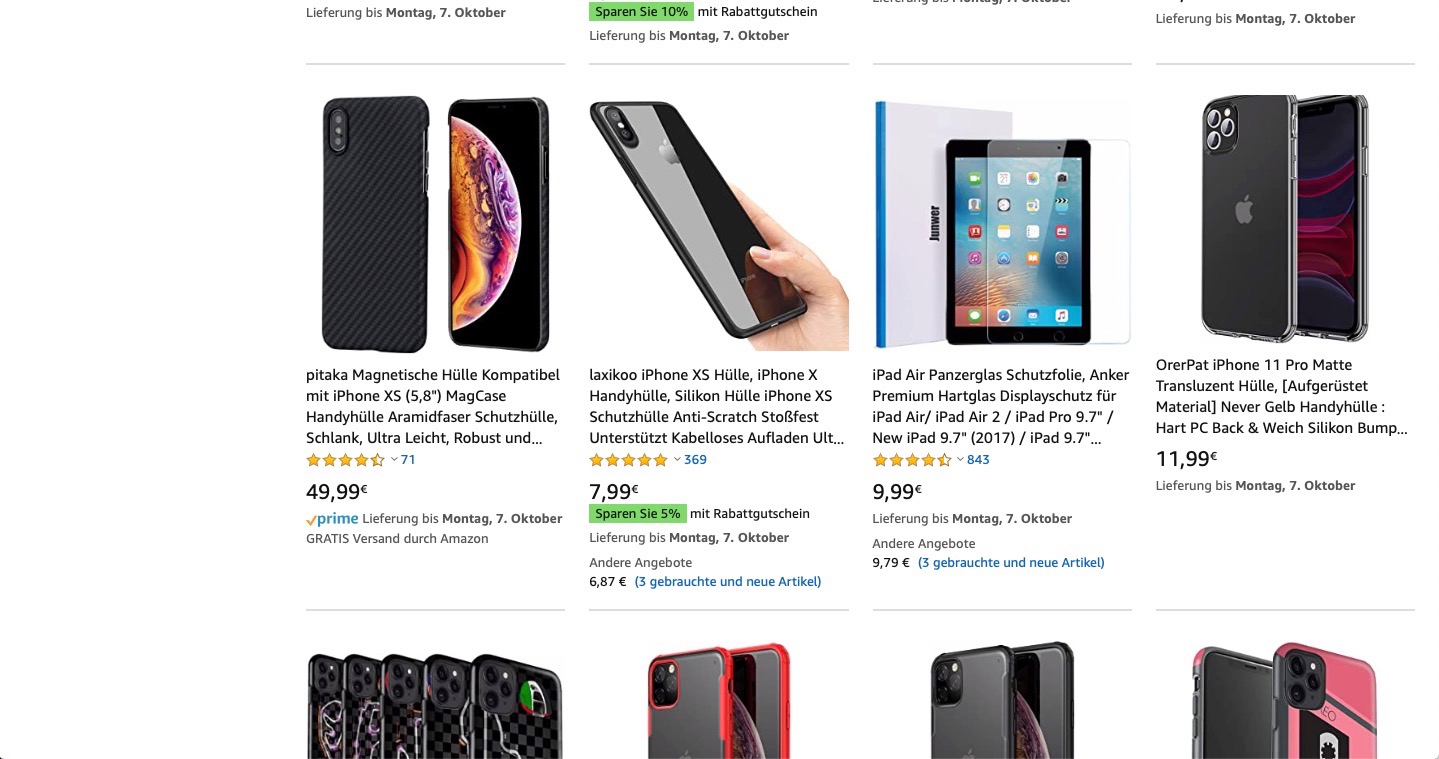 Lieferung bis Montag, 7. Oktober
Sparen Sie 10% mit Rabattgutschein
Lieferung bis Montag, 7. Oktober
Lieferung bis Montag, 7. Oktober
Lieferung bis Montag, 7. Oktober
Junwer
pitaka Magnetische Hülle Kompatibel
mit iPhone XS (5,8") MagCase
Handyhülle Aramidfaser Schutzhülle,
Schlank, Ultra Leicht, Robust und...
71
49,99€
prime Lieferung bis Montag, 7. Oktober
GRATIS Versand durch Amazon
laxikoo iPhone XS Hülle, iPhone X
Handyhülle, Silikon Hülle iPhone XS
Schutzhülle Anti-Scratch Stoßfest
Unterstützt Kabelloses Aufladen Ult...
369
7,99€
Sparen Sie 5% mit Rabattgutschein
Lieferung bis Montag, 7. Oktober
Andere Angebote
6,87 € (3 gebrauchte und neue Artikel)
iPad Air Panzerglas Schutzfolie, Anker
Premium Hartglas Displayschutz für
iPad Air/ iPad Air 2 / iPad Pro 9.7" /
New iPad 9.7" (2017) / iPad 9.7"...
843
9,99€
Lieferung bis Montag, 7. Oktober
Andere Angebote
9,79 € (3 gebrauchte und neue Artikel)
OrerPat iPhone 11 Pro Matte
Transluzent Hülle, [Aufgerüstet
Material] Never Gelb Handyhülle :
Hart PC Back & Weich Silikon Bump...
11,99€
Lieferung bis Montag, 7. Oktober